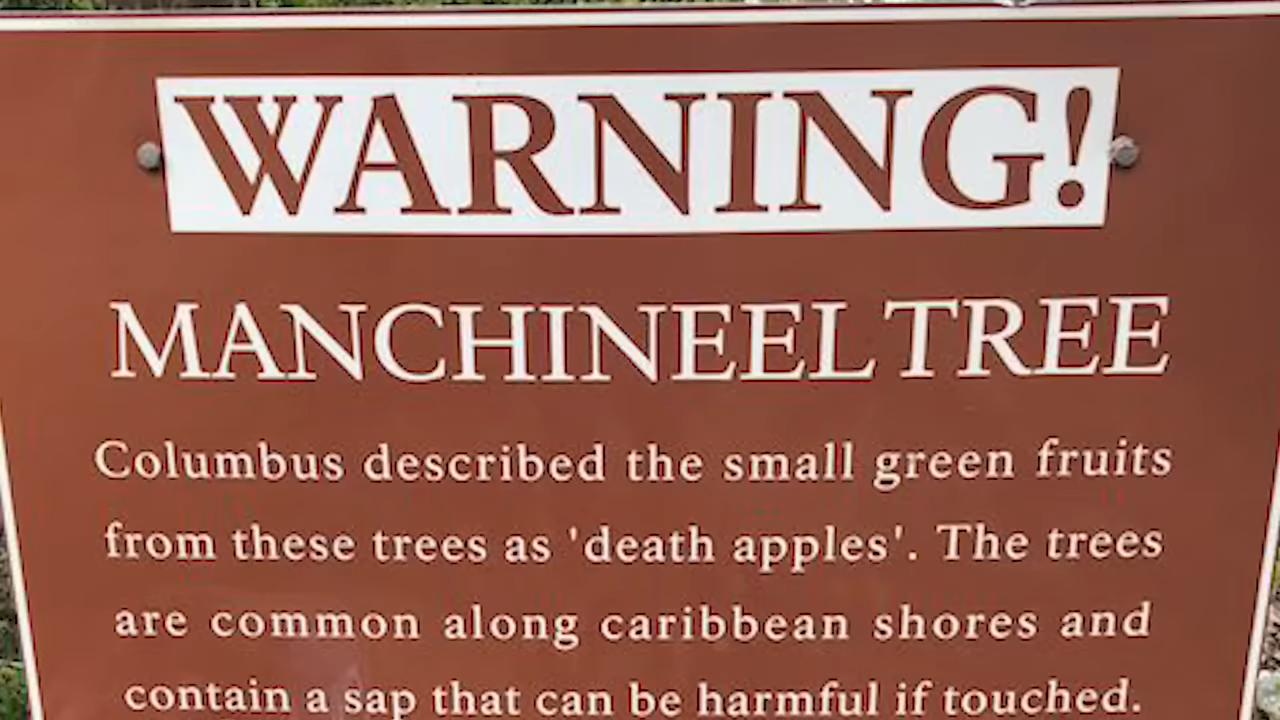 WARNING!
MANCHINEEL TREE
Columbus described the small green fruits
from these trees as 'death apples'. The trees
are common along caribbean shores and
contain a sap that can be harmful if touched.